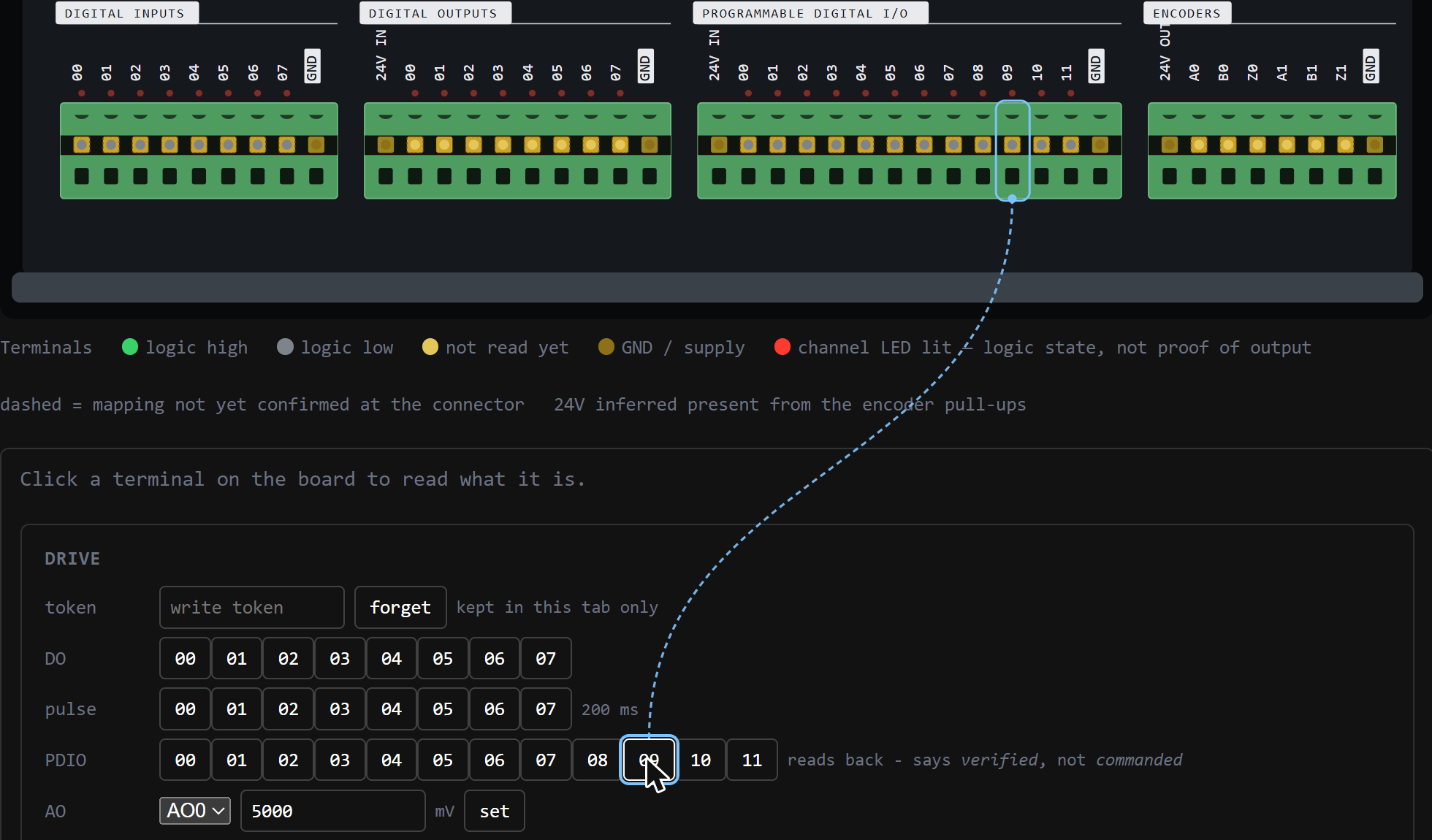 DIGITAL INPUTS DIGITAL OUTPUTS PROGRAMMABLE DIGITAL I/O ENCODERS
00 01 02 03 04 05 06 07 GND 24V IN 00 01 02 03 04 05 06 07 GND 24V IN 00 01 02 03 04 05 06 07 08 09 10 11 GND 24V OUT A0 B0 Z0 A1 B1 Z1 GND
Terminals logic high logic low not read yet GND / supply channel LED lit — logic state, not proof of output
dashed = mapping not yet confirmed at the connector 24V inferred present from the encoder pull-ups
Click a terminal on the board to read what it is.
DRIVE
token write token forget kept in this tab only
DO 00 01 02 03 04 05 06 07
pulse 00 01 02 03 04 05 06 07 200 ms
PDIO 00 01 02 03 04 05 06 07 08 09 10 11 reads back - says verified, not commanded
AO AO0 5000 mV set